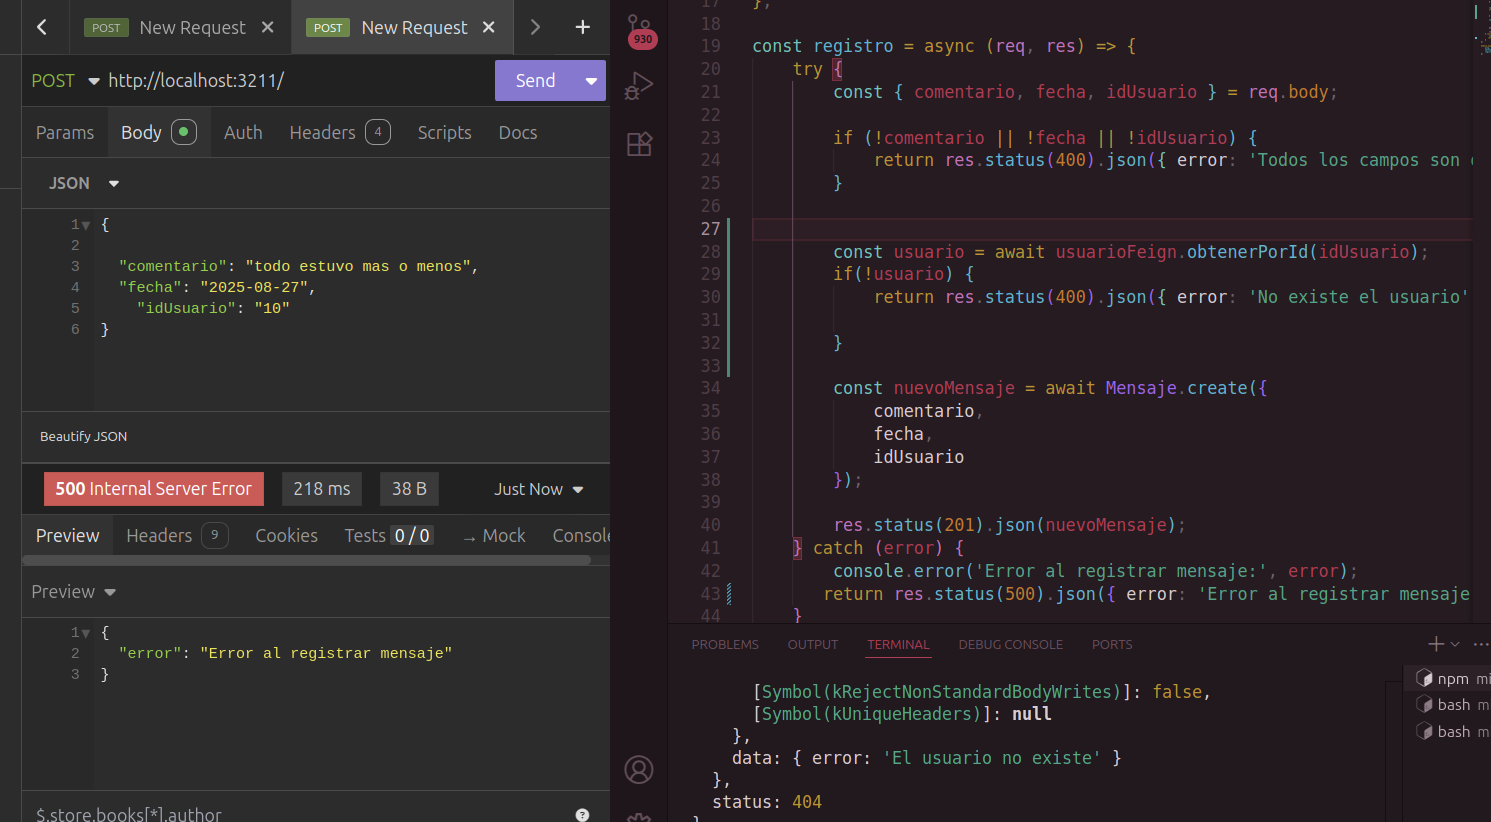 POST New Request × POST New Request × +
POST http://localhost:3211/ Send
Params Body Auth Headers 4 Scripts Docs
JSON
1 {
2
3 "comentario": "todo estuvo mas o menos",
4 "fecha": "2025-08-27",
5 "idUsuario": "10"
6 }
Beautify JSON
500 Internal Server Error 218 ms 38 B Just Now
Preview Headers 9 Cookies Tests 0 / 0 → Mock Console
Preview
1 {
2 "error": "Error al registrar mensaje"
3 }
$.store.books[*].author
930
17 };
18
19 const registro = async (req, res) => {
20 try {
21 const { comentario, fecha, idUsuario } = req.body;
22
23 if (!comentario || !fecha || !idUsuario) {
24 return res.status(400).json({ error: 'Todos los campos son
25 }
26
27
28 const usuario = await usuarioFeign.obtenerPorId(idUsuario);
29 if(!usuario) {
30 return res.status(400).json({ error: 'No existe el usuario'
31
32 }
33
34 const nuevoMensaje = await Mensaje.create({
35 comentario,
36 fecha,
37 idUsuario
38 });
39
40 res.status(201).json(nuevoMensaje);
41 } catch (error) {
42 console.error('Error al registrar mensaje:', error);
43 return res.status(500).json({ error: 'Error al registrar mensaje
44 }
PROBLEMS OUTPUT TERMINAL DEBUG CONSOLE PORTS
[Symbol(kRejectNonStandardBodyWrites)]: false,
[Symbol(kUniqueHeaders)]: null
},
data: { error: 'El usuario no existe' }
},
status: 404
}
npm mi
bash m
bash m